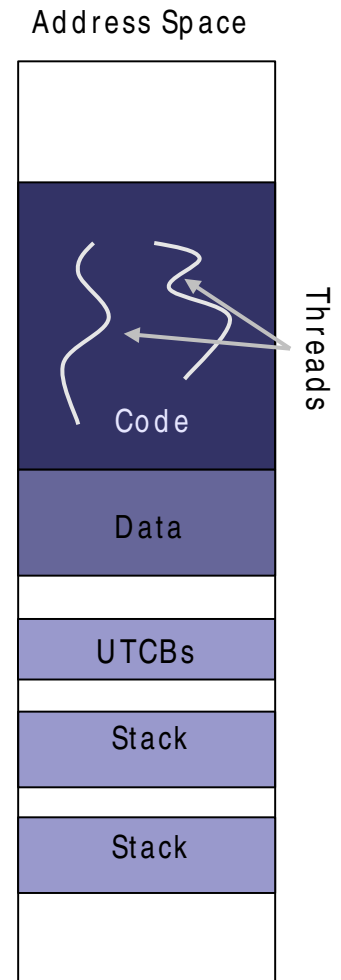 Address Space
Threads
Code
Data
UTCBs
Stack
Stack